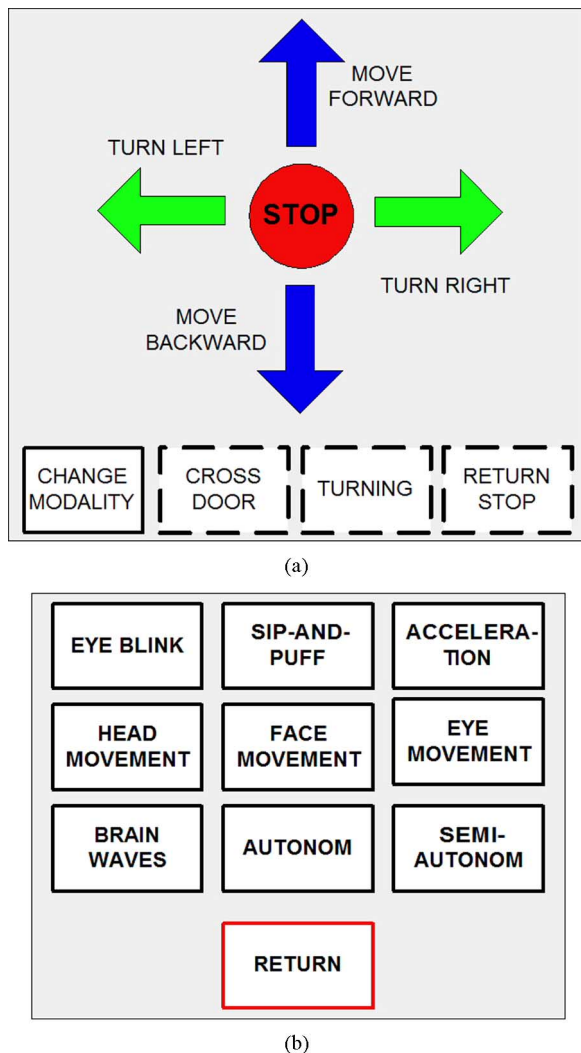 MOVE
FORWARD
TURN LEFT
STOP
TURN RIGHT
MOVE
BACKWARD
CHANGE
MODALITY
CROSS
DOOR
TURNING
RETURN
STOP
(a)
EYE BLINK
SIP-AND-
PUFF
ACCELERA-
TION
HEAD
MOVEMENT
FACE
MOVEMENT
EYE
MOVEMENT
BRAIN
WAVES
AUTONOM
SEMI-
AUTONOM
RETURN
(b)